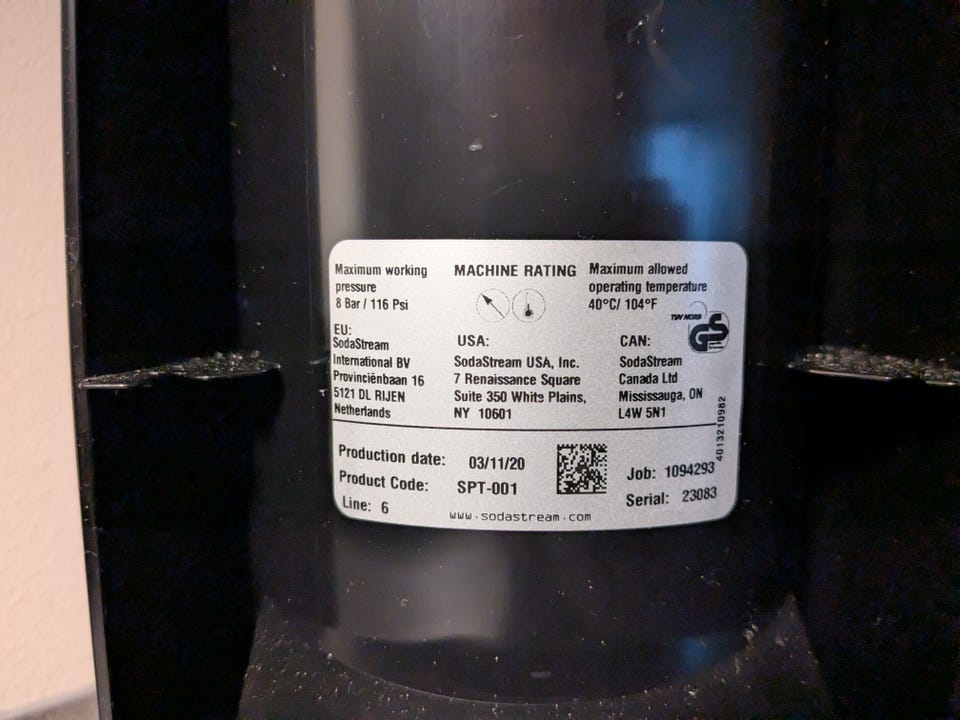 Maximum working
pressure
8 Bar / 116 Psi
MACHINE RATING
Maximum allowed
operating temperature
40°C/ 104°F
TUV NORD
GS
EU:
SodaStream
International BV
Provinciënbaan 16
5121 DL RIJEN
Netherlands
USA:
SodaStream USA, Inc.
7 Renaissance Square
Suite 350 White Plains,
NY 10601
CAN:
SodaStream
Canada Ltd
Mississauga, ON
L4W 5N1
4013210982
Production date: 03/11/20
Product Code: SPT-001
Line: 6
www.sodastream.com
Job: 1094293
Serial: 23083